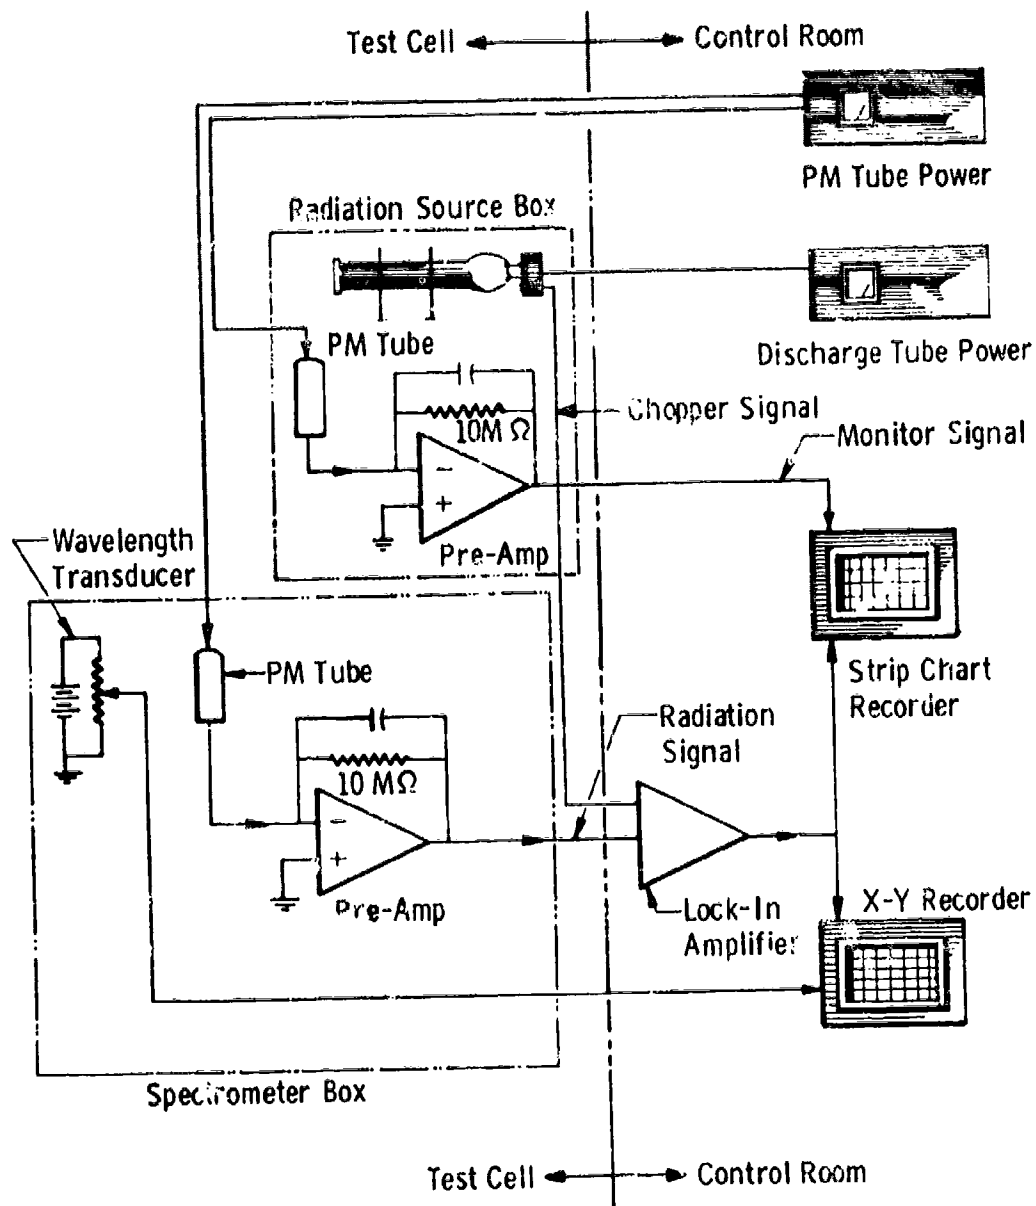 Test Cell
Control Room
PM Tube Power
Radiation Source Box
PM Tube
Discharge Tube Power
10M Ω
Chopper Signal
Monitor Signal
-
+
Pre-Amp
Wavelength
Transducer
PM Tube
Strip Chart
Recorder
Radiation
Signal
10 MΩ
-
+
Pre-Amp
Lock-In
Amplifier
X-Y Recorder
Spectrometer Box
Test Cell
Control Room